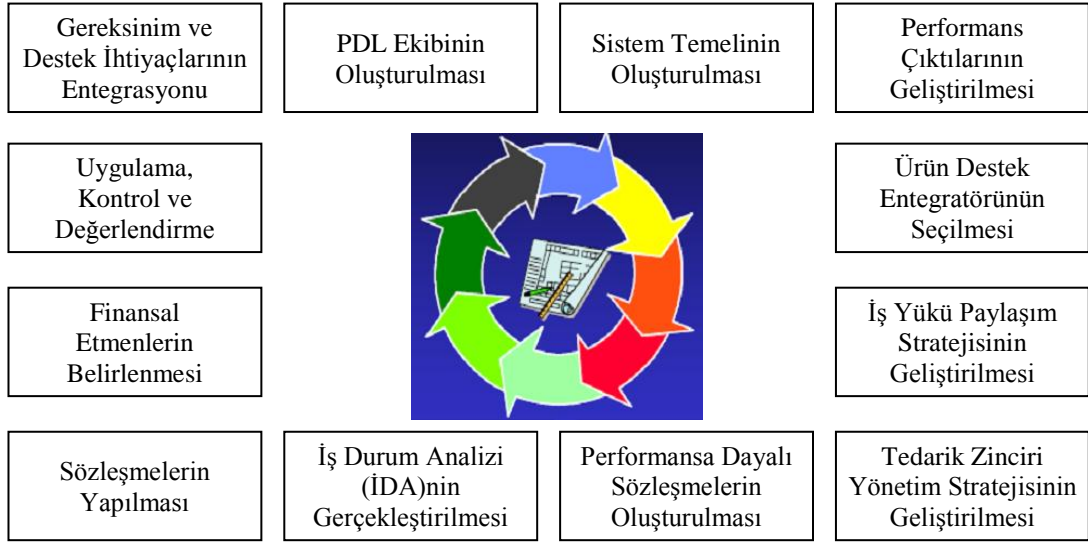 Gereksinim ve
Destek İhtiyaçlarının
Entegrasyonu
PDL Ekibinin
Oluşturulması
Sistem Temelinin
Oluşturulması
Performans
Çıktılarının
Geliştirilmesi
Uygulama,
Kontrol ve
Değerlendirme
Ürün Destek
Entegratörünün
Seçilmesi
Finansal
Etmenlerin
Belirlenmesi
İş Yükü Paylaşım
Stratejisinin
Geliştirilmesi
Sözleşmelerin
Yapılması
İş Durum Analizi
(İDA)nin
Gerçekleştirilmesi
Performansa Dayalı
Sözleşmelerin
Oluşturulması
Tedarik Zinciri
Yönetim Stratejisinin
Geliştirilmesi